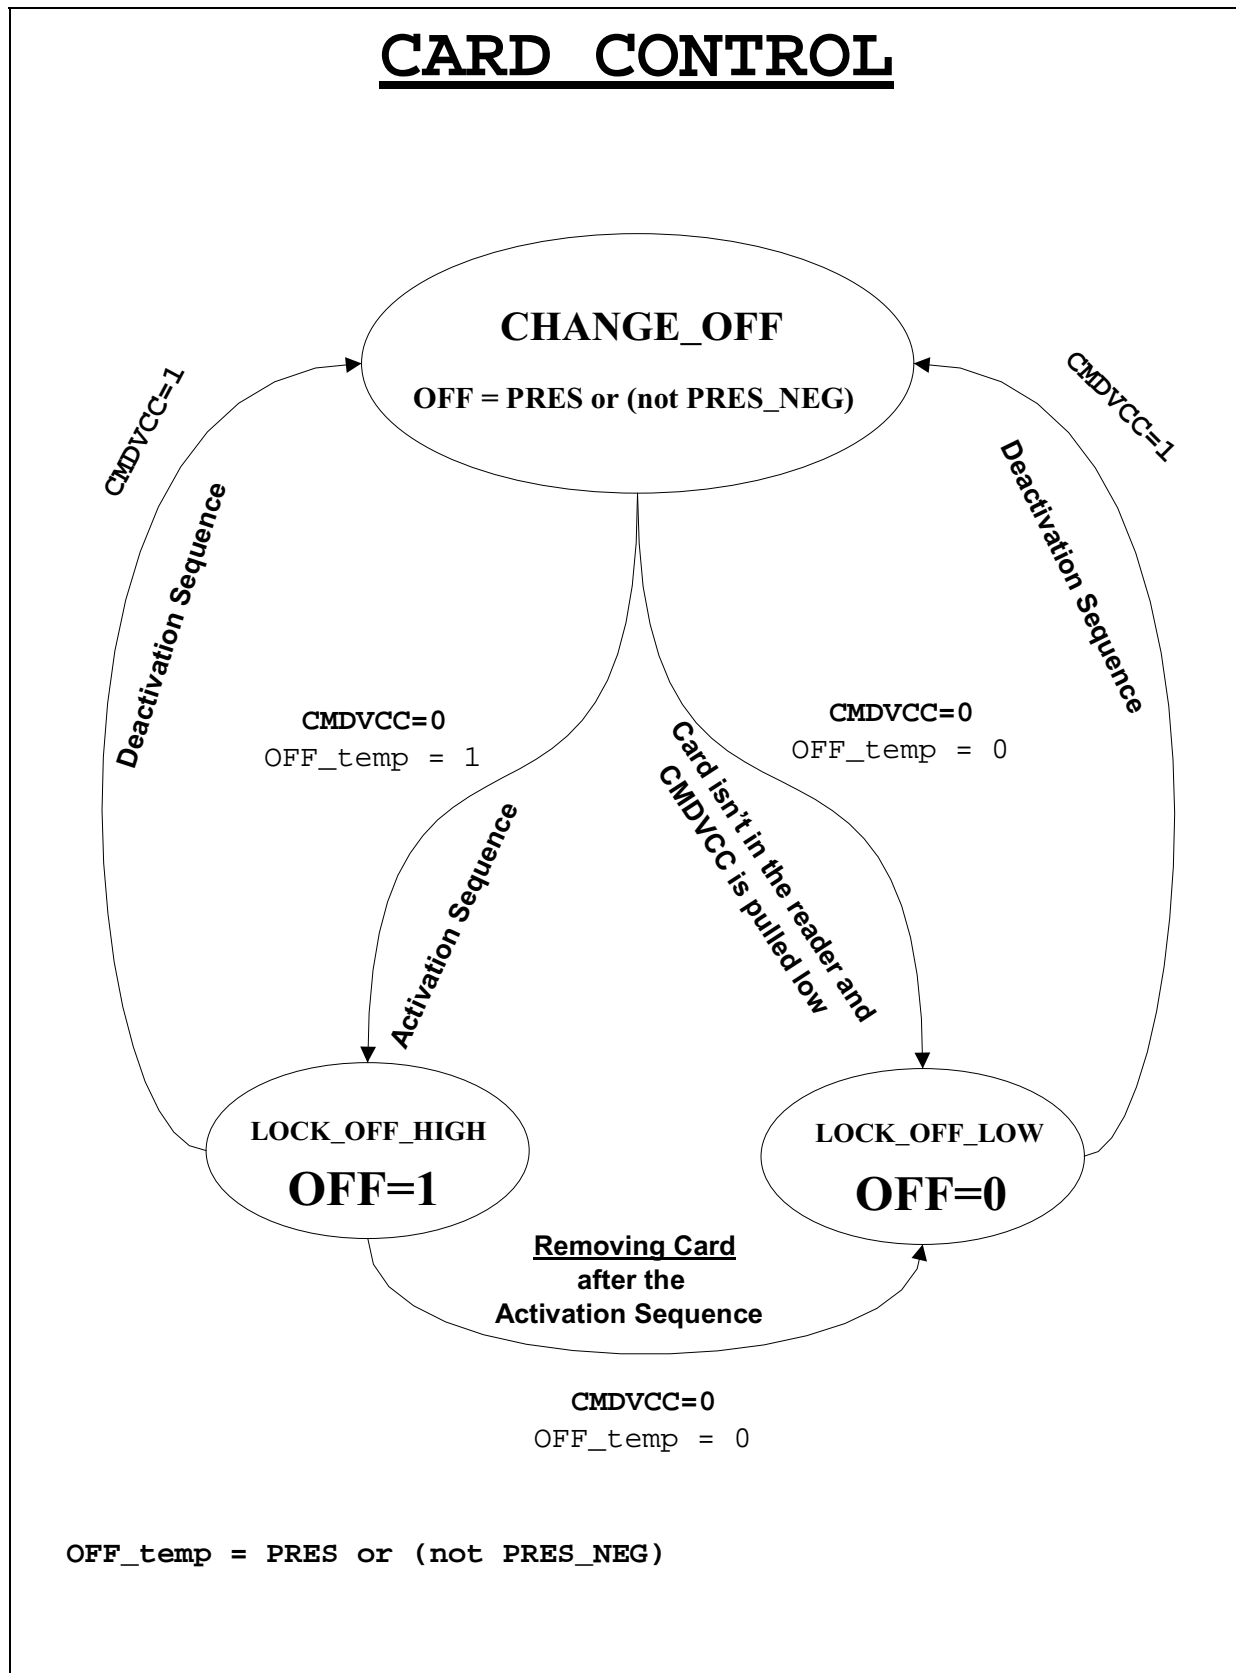 CARD CONTROL
CHANGE_OFF
OFF = PRES or (not PRES_NEG)
CMDVCC=1
Deactivation Sequence
CMDVCC=1
Deactivation Sequence
CMDVCC=0
OFF_temp = 1
Activation Sequence
CMDVCC=0
OFF_temp = 0
Card isn't in the reader and
CMDVCC is pulled low
LOCK_OFF_HIGH
OFF=1
LOCK_OFF_LOW
OFF=0
Removing Card
after the
Activation Sequence
CMDVCC=0
OFF_temp = 0
OFF_temp = PRES or (not PRES_NEG)